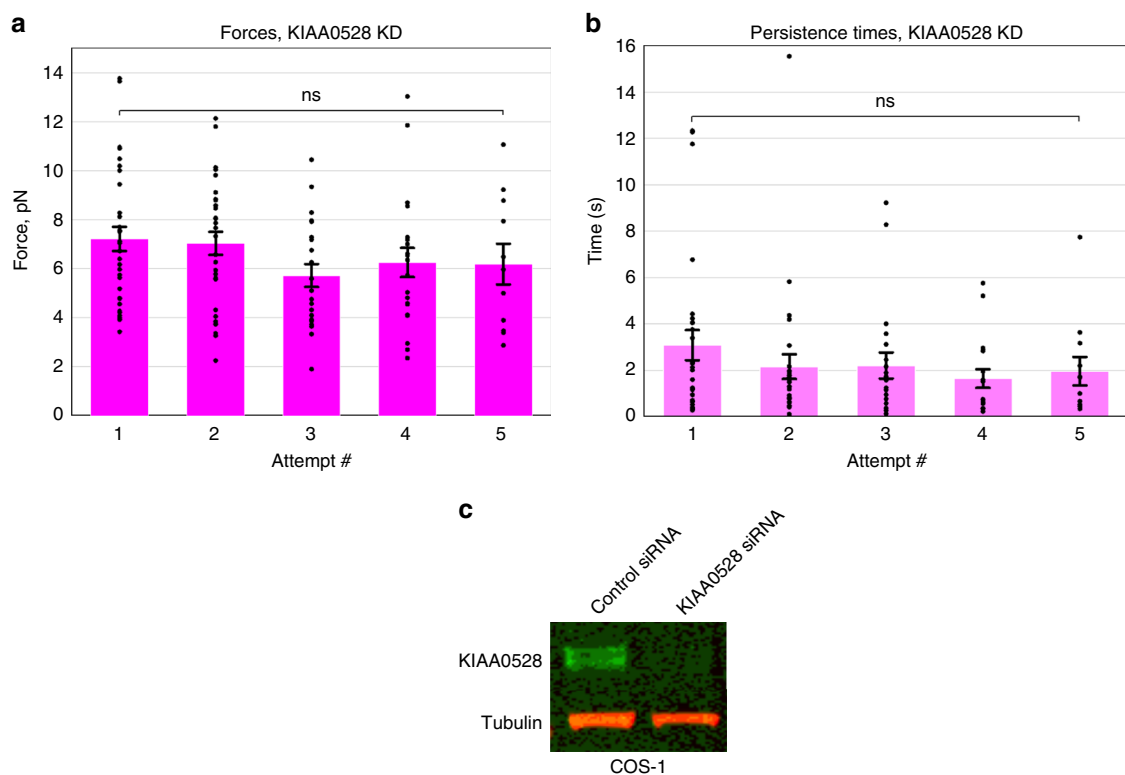 a
Forces, KIAA0528 KD
14
12
10
8
6
4
2
0
Force, pN
ns
1 2 3 4 5
Attempt #
b
Persistence times, KIAA0528 KD
16
14
12
10
8
6
4
2
0
Time (s)
ns
1 2 3 4 5
Attempt #
c
Control siRNA
KIAA0528 siRNA
KIAA0528
Tubulin
COS-1